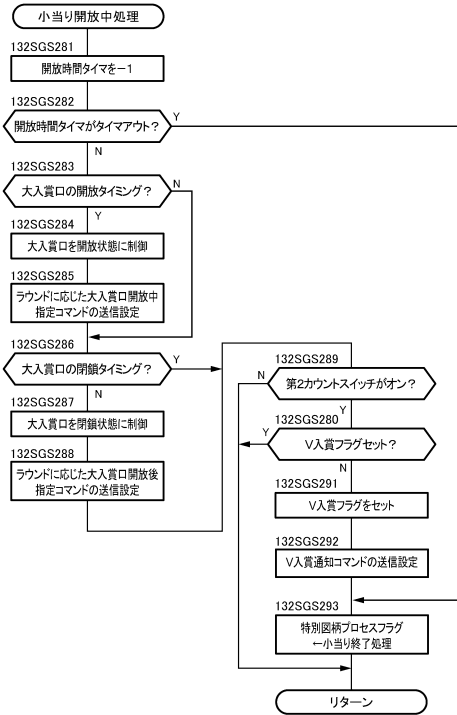 小当り開放中処理
132SGS281
開放時間タイマを－1
132SGS282
開放時間タイマがタイマアウト？
Y
N
132SGS283
大入賞口の開放タイミング？
N
Y
132SGS284
大入賞口を開放状態に制御
132SGS285
ラウンドに応じた大入賞口開放中
指定コマンドの送信設定
132SGS286
大入賞口の閉鎖タイミング？
Y
N
132SGS287
大入賞口を閉鎖状態に制御
132SGS288
ラウンドに応じた大入賞口開放後
指定コマンドの送信設定
132SGS289
N
第2カウントスイッチがオン？
Y
132SGS280
Y
V入賞フラグセット？
N
132SGS291
V入賞フラグをセット
132SGS292
V入賞通知コマンドの送信設定
132SGS293
特別図柄プロセスフラグ
←小当り終了処理
リターン